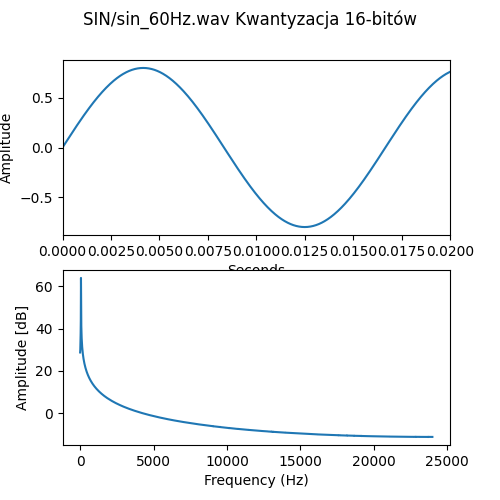 SIN/sin_60Hz.wav Kwantyzacja 16-bitów
Amplitude
0.5
0.0
−0.5
0.0000 0.0025 0.0050 0.0075 0.0100 0.0125 0.0150 0.0175 0.0200
Seconds
Amplitude [dB]
60
40
20
0
0 5000 10000 15000 20000 25000
Frequency (Hz)